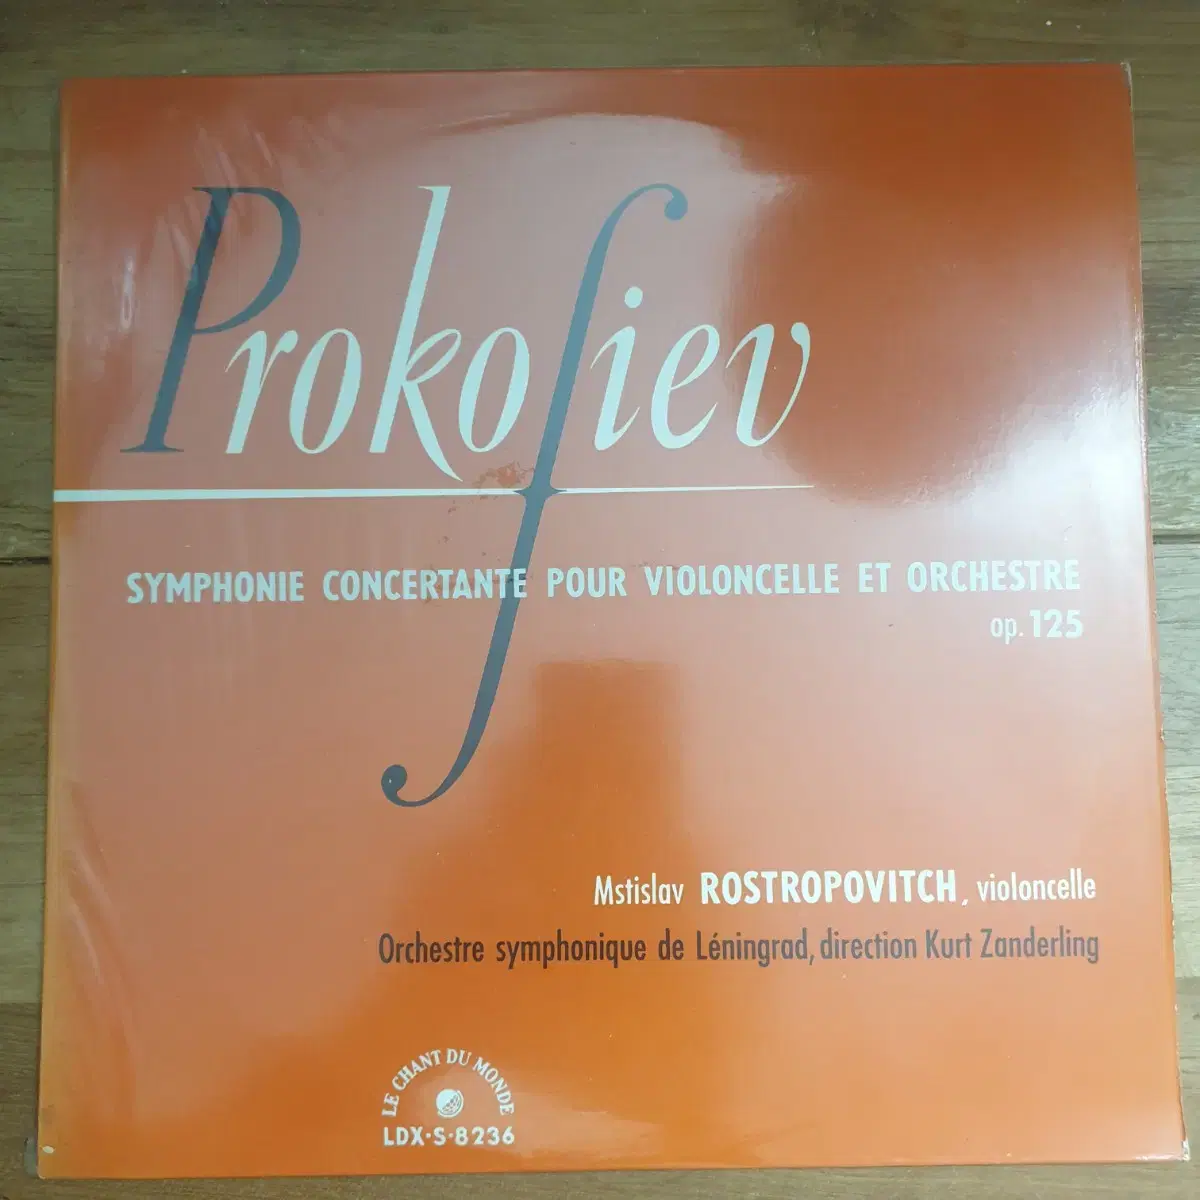 Prokofiev
SYMPHONIE CONCERTANTE POUR VIOLONCELLE ET ORCHESTRE
op. 125
Mstislav ROSTROPOVITCH, violoncelle
Orchestre symphonique de Léningrad, direction Kurt Zanderling
LE CHANT DU MONDE
LDX·S·8236